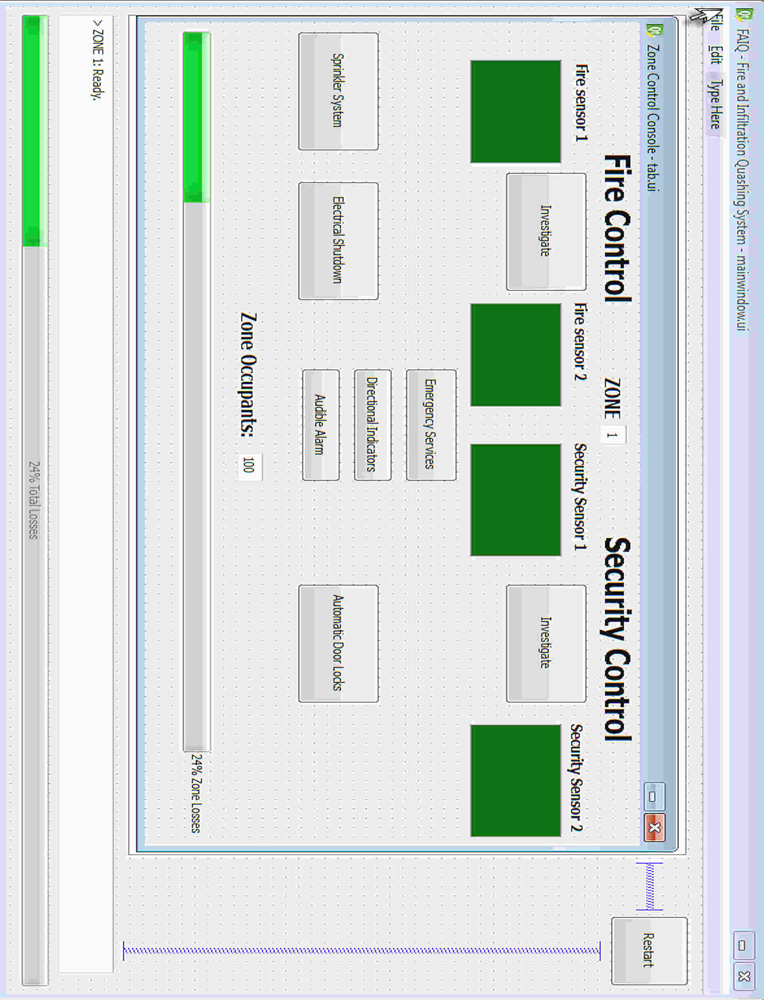 FAIQ - Fire and Infiltration Quashing System - mainwindow.ui
File Edit Type Here
Zone Control Console - tab.ui
Restart
Fire Control ZONE 1 Security Control
Fire sensor 1 Fire sensor 2 Security Sensor 1 Security Sensor 2
Investigate Investigate
Emergency Services
Sprinkler System Electrical Shutdown Directional Indicators Automatic Door Locks
Audible Alarm
Zone Occupants: 100
24% Zone Losses
> ZONE 1: Ready.
24% Total Losses